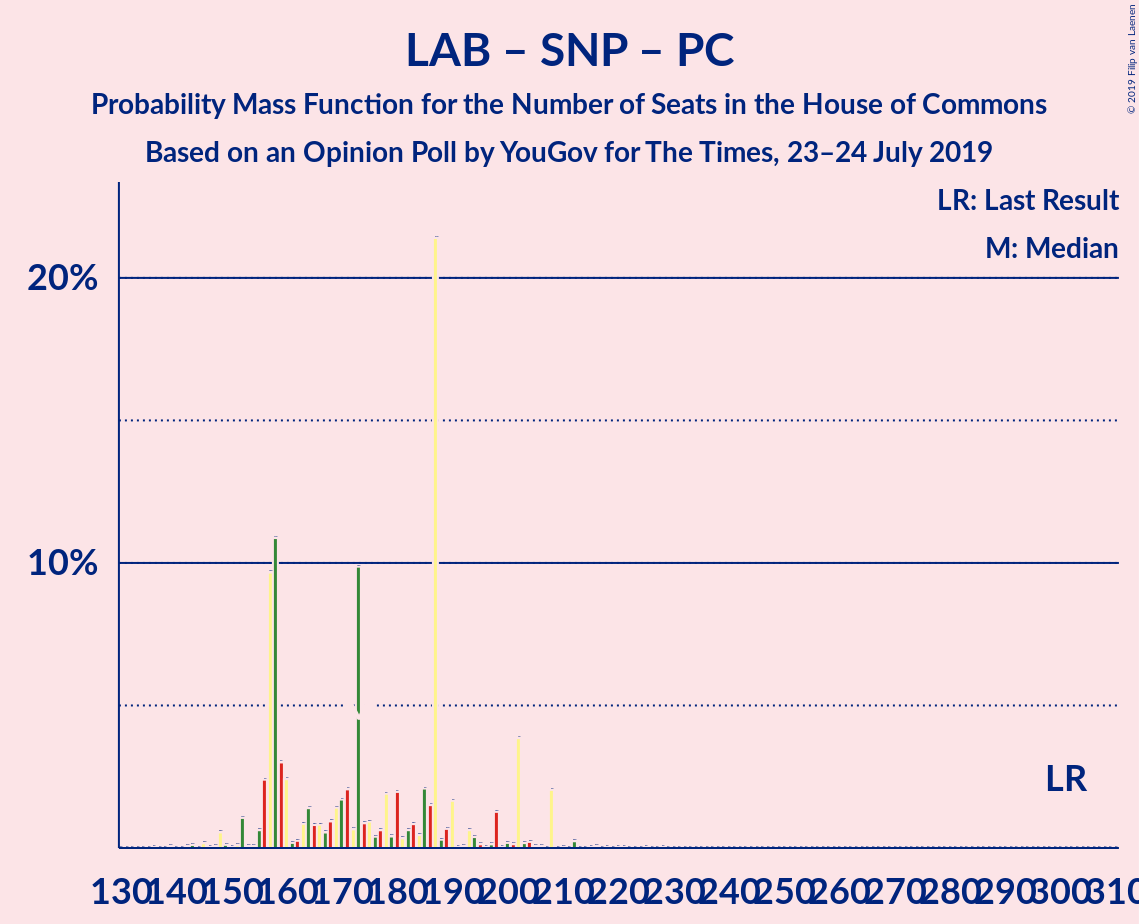 © 2019 Filip van Laenen
LAB – SNP – PC
Probability Mass Function for the Number of Seats in the House of Commons
Based on an Opinion Poll by YouGov for The Times, 23–24 July 2019
LR: Last Result
M: Median
20%
10%
LR
130 140 150 160 170 180 190 200 210 220 230 240 250 260 270 280 290 300 310